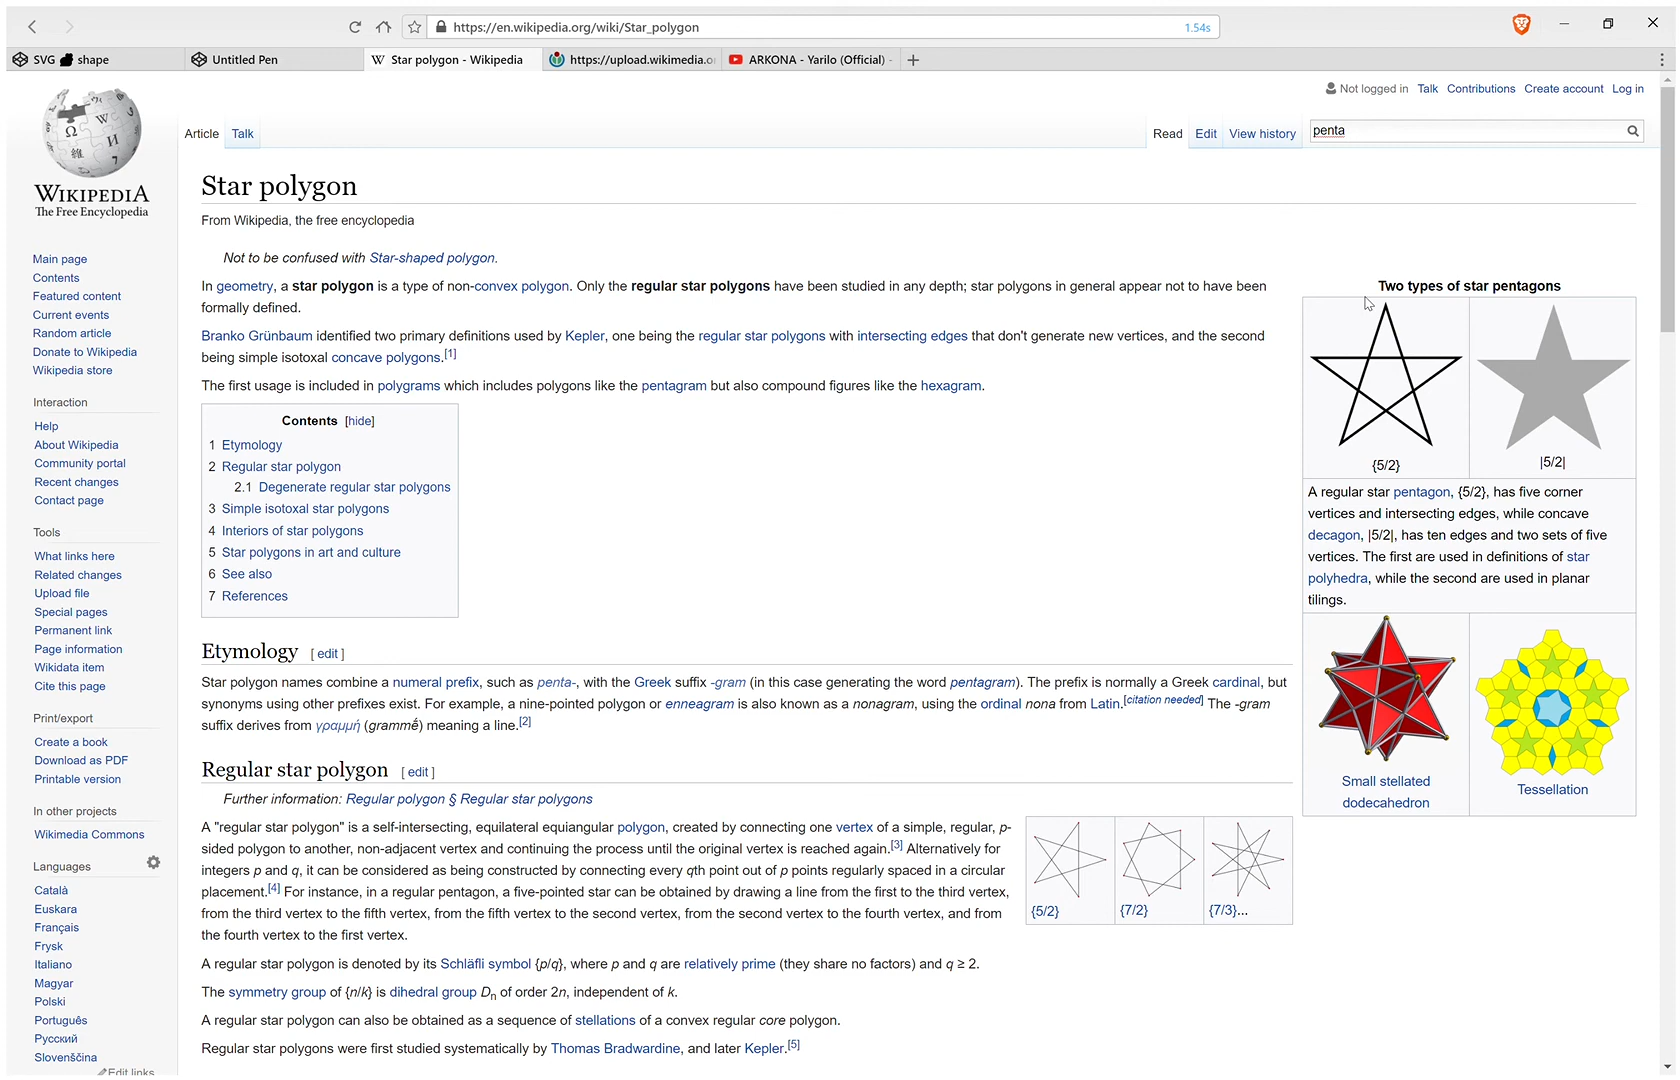 https://en.wikipedia.org/wiki/Star_polygon
1.54s
SVG shape
Untitled Pen
Star polygon - Wikipedia
https://upload.wikimedia.o
ARKONA - Yarilo (Official) -
Not logged in Talk Contributions Create account Log in
Article Talk
Read Edit View history
penta
WIKIPEDIA
The Free Encyclopedia
Main page
Contents
Featured content
Current events
Random article
Donate to Wikipedia
Wikipedia store
Interaction
Help
About Wikipedia
Community portal
Recent changes
Contact page
Tools
What links here
Related changes
Upload file
Special pages
Permanent link
Page information
Wikidata item
Cite this page
Print/export
Create a book
Download as PDF
Printable version
In other projects
Wikimedia Commons
Languages
Català
Euskara
Français
Frysk
Italiano
Magyar
Polski
Português
Русский
Slovenščina
Edit links
Star polygon
From Wikipedia, the free encyclopedia
Not to be confused with Star-shaped polygon.
In geometry, a star polygon is a type of non-convex polygon. Only the regular star polygons have been studied in any depth; star polygons in general appear not to have been
formally defined.
Branko Grünbaum identified two primary definitions used by Kepler, one being the regular star polygons with intersecting edges that don't generate new vertices, and the second
being simple isotoxal concave polygons.[1]
The first usage is included in polygrams which includes polygons like the pentagram but also compound figures like the hexagram.
Contents [hide]
1 Etymology
2 Regular star polygon
2.1 Degenerate regular star polygons
3 Simple isotoxal star polygons
4 Interiors of star polygons
5 Star polygons in art and culture
6 See also
7 References
Two types of star pentagons
{5/2}
|5/2|
A regular star pentagon, {5/2}, has five corner
vertices and intersecting edges, while concave
decagon, |5/2|, has ten edges and two sets of five
vertices. The first are used in definitions of star
polyhedra, while the second are used in planar
tilings.
Small stellated
dodecahedron
Tessellation
Etymology [ edit ]
Star polygon names combine a numeral prefix, such as penta-, with the Greek suffix -gram (in this case generating the word pentagram). The prefix is normally a Greek cardinal, but
synonyms using other prefixes exist. For example, a nine-pointed polygon or enneagram is also known as a nonagram, using the ordinal nona from Latin.[citation needed] The -gram
suffix derives from γραμμή (grammḗ) meaning a line.[2]
Regular star polygon [ edit ]
Further information: Regular polygon § Regular star polygons
A "regular star polygon" is a self-intersecting, equilateral equiangular polygon, created by connecting one vertex of a simple, regular, p-
sided polygon to another, non-adjacent vertex and continuing the process until the original vertex is reached again.[3] Alternatively for
integers p and q, it can be considered as being constructed by connecting every qth point out of p points regularly spaced in a circular
placement.[4] For instance, in a regular pentagon, a five-pointed star can be obtained by drawing a line from the first to the third vertex,
from the third vertex to the fifth vertex, from the fifth vertex to the second vertex, from the second vertex to the fourth vertex, and from
the fourth vertex to the first vertex.
{5/2}
{7/2}
{7/3}...
A regular star polygon is denoted by its Schläfli symbol {p/q}, where p and q are relatively prime (they share no factors) and q ≥ 2.
The symmetry group of {n/k} is dihedral group Dn of order 2n, independent of k.
A regular star polygon can also be obtained as a sequence of stellations of a convex regular core polygon.
Regular star polygons were first studied systematically by Thomas Bradwardine, and later Kepler.[5]